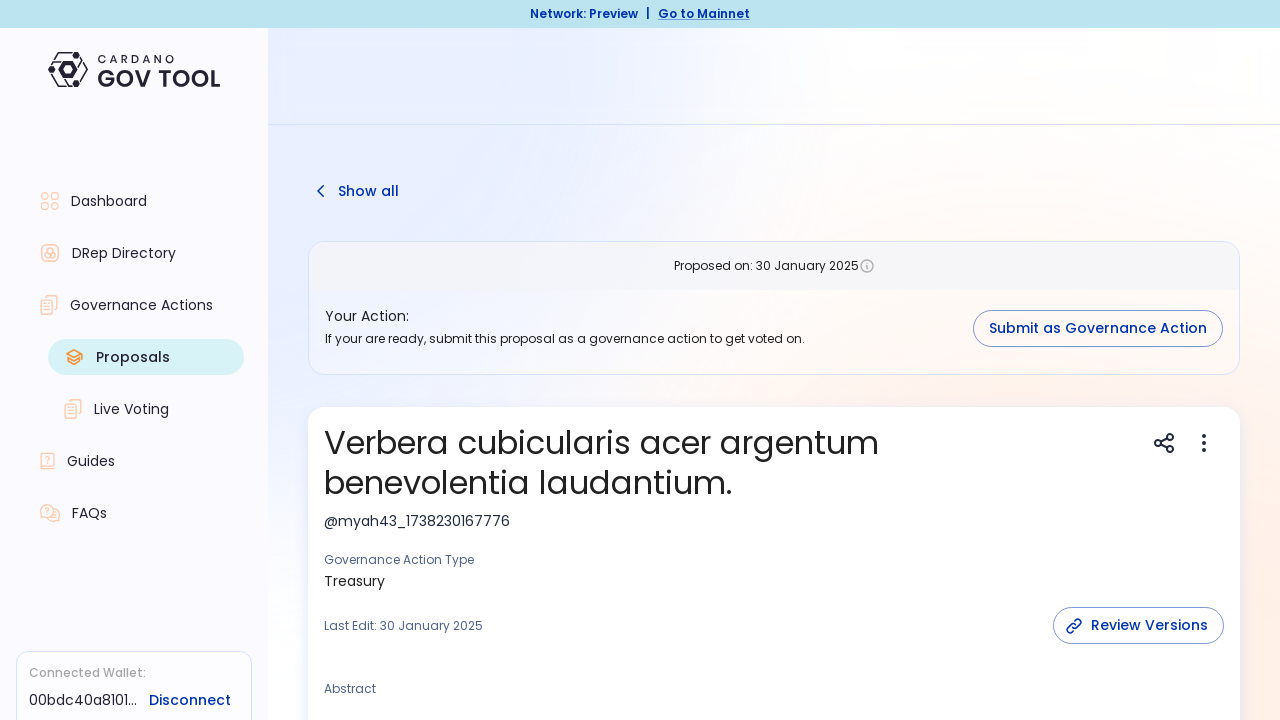 Network: Preview | Go to Mainnet
CARDANO
GOV TOOL
Dashboard
DRep Directory
Governance Actions
Proposals
Live Voting
Guides
FAQs
Connected Wallet:
00bdc40a8101... Disconnect
Show all
Proposed on: 30 January 2025
Your Action:
If your are ready, submit this proposal as a governance action to get voted on.
Submit as Governance Action
Verbera cubicularis acer argentum
benevolentia laudantium.
@myah43_1738230167776
Governance Action Type
Treasury
Last Edit: 30 January 2025
Review Versions
Abstract